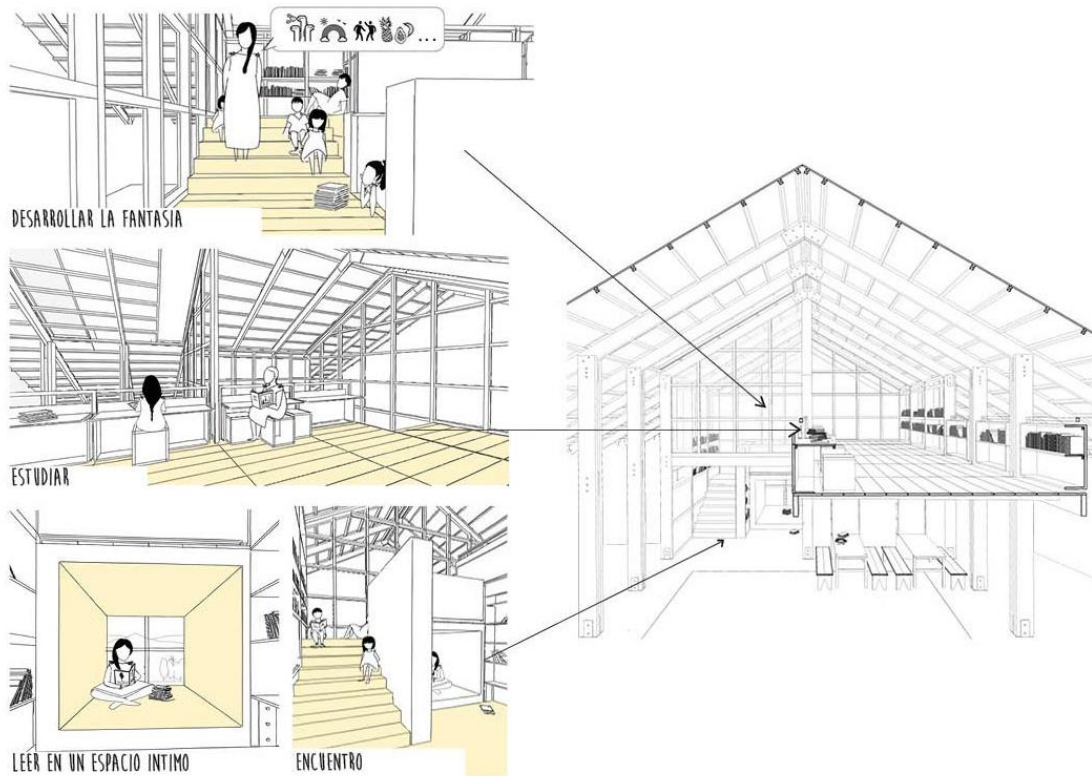 ...
DESARROLLAR LA FANTASIA
ESTUDIAR
LEER EN UN ESPACIO INTIMO
ENCUENTRO